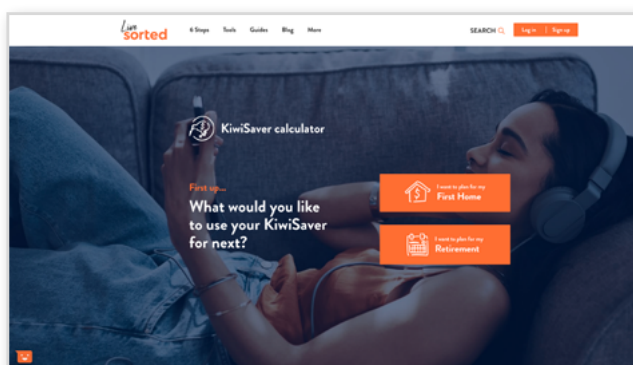 Live
sorted
6 Steps Tools Guides Blog More
SEARCH
Log in | Sign up
KiwiSaver calculator
First up...
What would you like
to use your KiwiSaver
for next?
I want to plan for my
First Home
I want to plan for my
Retirement